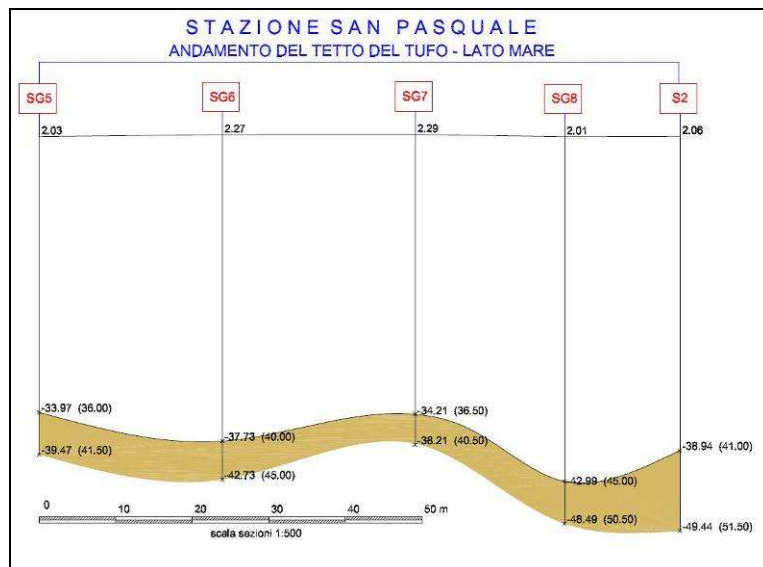 STAZIONE SAN PASQUALE
ANDAMENTO DEL TETTO DEL TUFO - LATO MARE
SG5 SG6 SG7 SG8 S2
2.03 2.27 2.29 2.01 2.06
-33.97 (36.00) -37.73 (40.00) -34.21 (36.50) -42.99 (45.00) -38.94 (41.00)
-39.47 (41.50) -42.73 (45.00) -38.21 (40.50) -48.49 (50.50) -49.44 (51.50)
0 10 20 30 40 50 m
scala sezioni 1:500